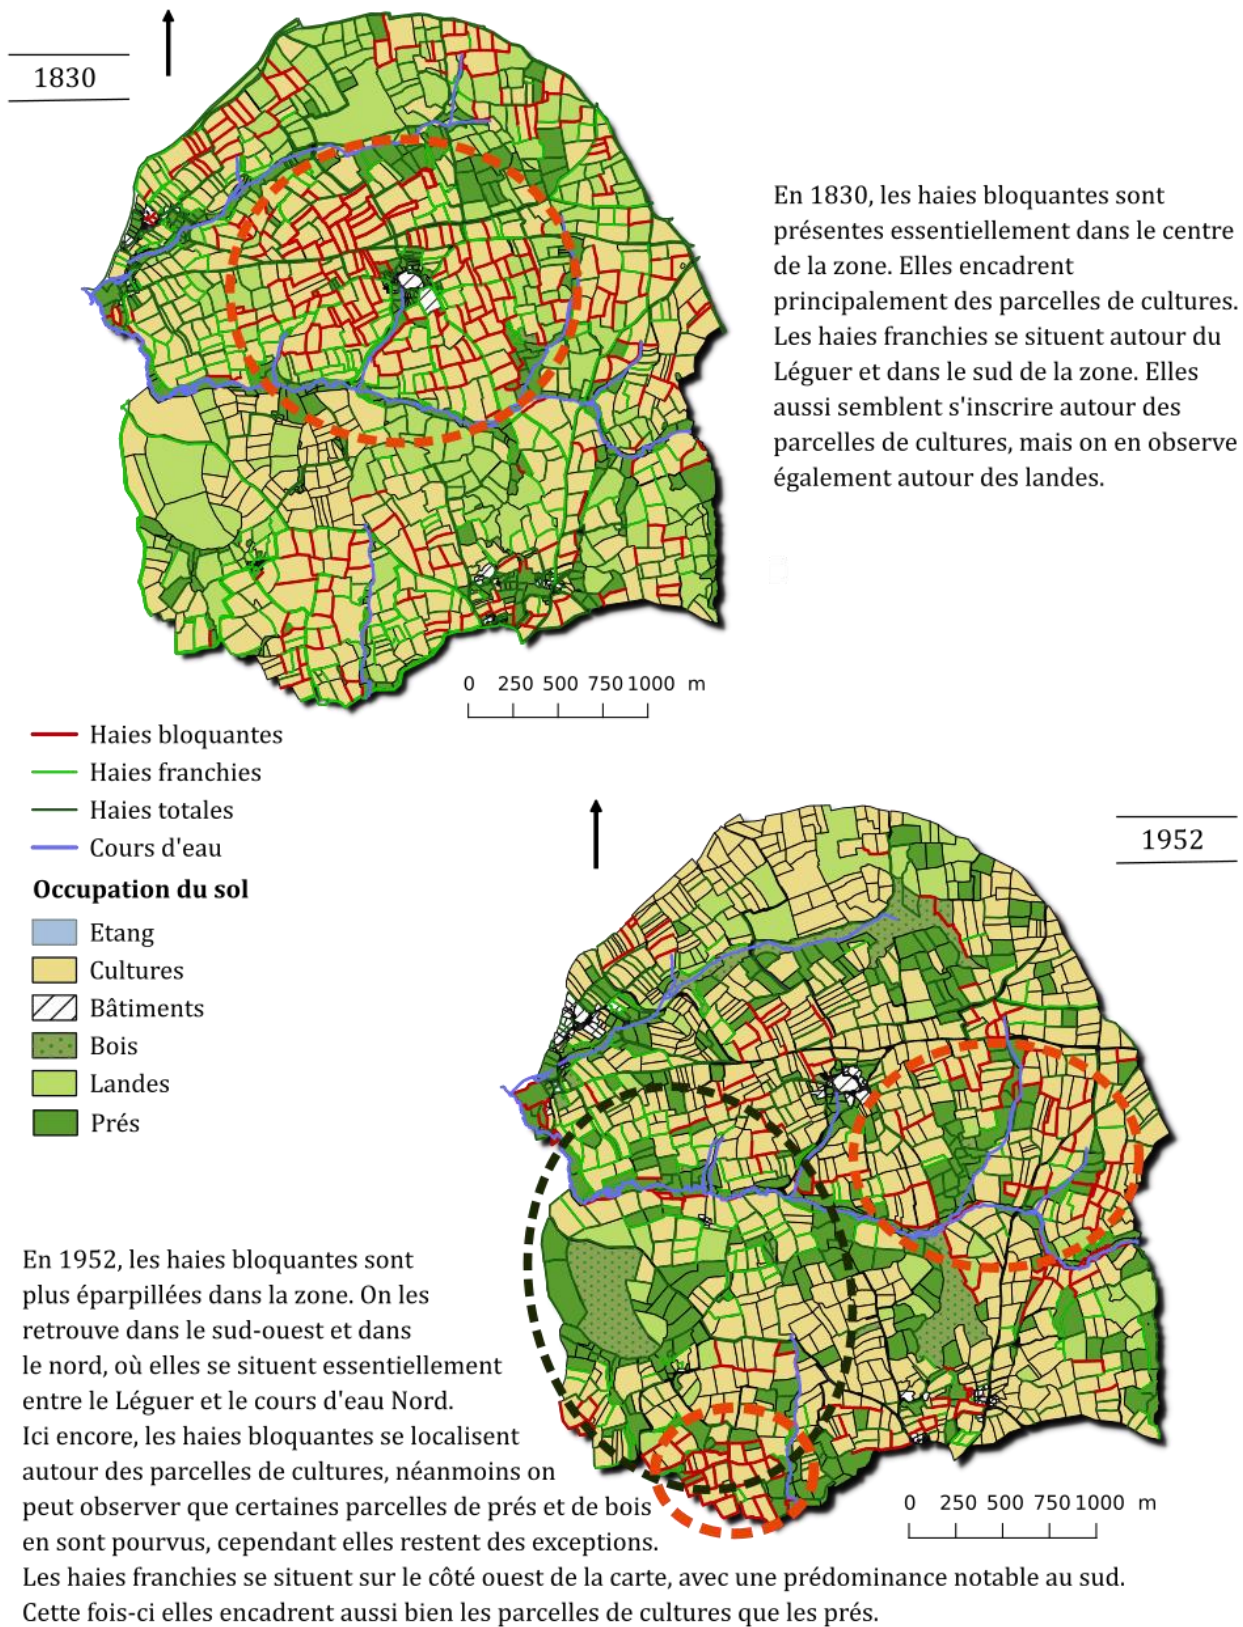 1830
En 1830, les haies bloquantes sont
présentes essentiellement dans le centre
de la zone. Elles encadrent
principalement des parcelles de cultures.
Les haies franchies se situent autour du
Léguer et dans le sud de la zone. Elles
aussi semblent s'inscrire autour des
parcelles de cultures, mais on en observe
également autour des landes.
0 250 500 750 1000 m
Haies bloquantes
Haies franchies
Haies totales
Cours d'eau
Occupation du sol
Etang
Cultures
Bâtiments
Bois
Landes
Prés
1952
En 1952, les haies bloquantes sont
plus éparpillées dans la zone. On les
retrouve dans le sud-ouest et dans
le nord, où elles se situent essentiellement
entre le Léguer et le cours d'eau Nord.
Ici encore, les haies bloquantes se localisent
autour des parcelles de cultures, néanmoins on
peut observer que certaines parcelles de prés et de bois
en sont pourvus, cependant elles restent des exceptions.
Les haies franchies se situent sur le côté ouest de la carte, avec une prédominance notable au sud.
Cette fois-ci elles encadrent aussi bien les parcelles de cultures que les prés.
0 250 500 750 1000 m